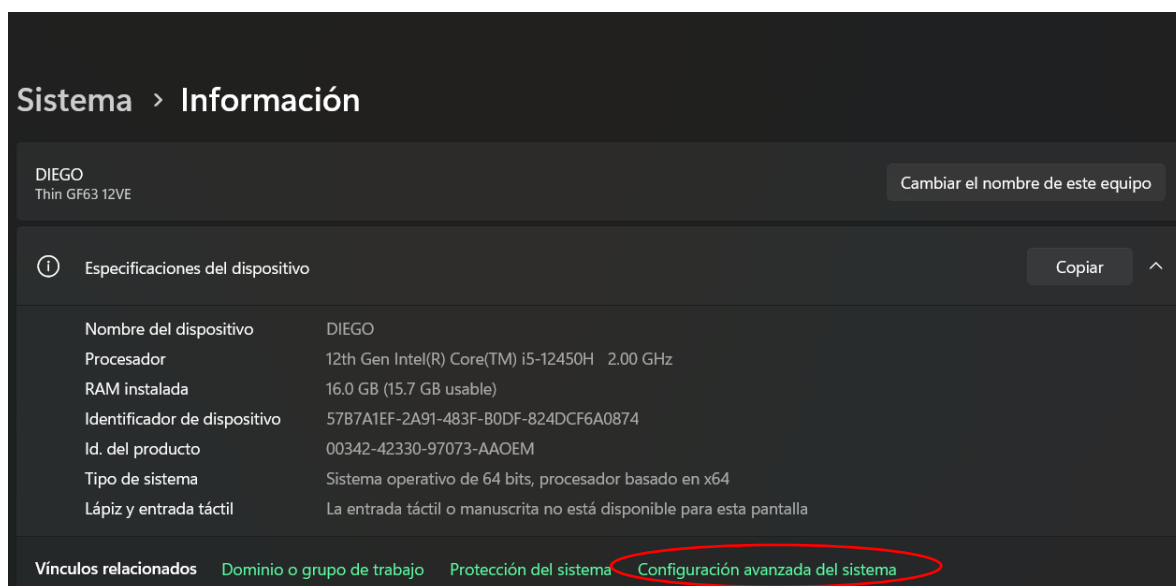 Sistema > Información
DIEGO
Thin GF63 12VE
Cambiar el nombre de este equipo
Especificaciones del dispositivo
Copiar
Nombre del dispositivo DIEGO
Procesador 12th Gen Intel(R) Core(TM) i5-12450H 2.00 GHz
RAM instalada 16.0 GB (15.7 GB usable)
Identificador de dispositivo 57B7A1EF-2A91-483F-B0DF-824DCF6A0874
Id. del producto 00342-42330-97073-AAOEM
Tipo de sistema Sistema operativo de 64 bits, procesador basado en x64
Lápiz y entrada táctil La entrada táctil o manuscrita no está disponible para esta pantalla
Vínculos relacionados Dominio o grupo de trabajo Protección del sistema Configuración avanzada del sistema